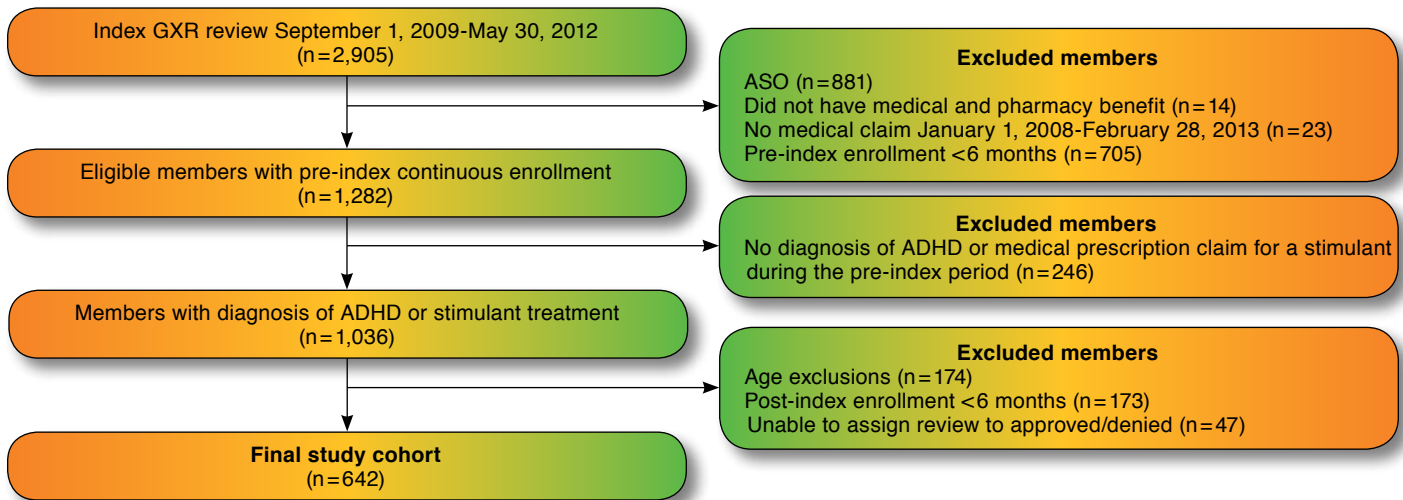 Index GXR review September 1, 2009-May 30, 2012
(n=2,905)
Excluded members
ASO (n=881)
Did not have medical and pharmacy benefit (n=14)
No medical claim January 1, 2008-February 28, 2013 (n=23)
Pre-index enrollment <6 months (n=705)
Eligible members with pre-index continuous enrollment
(n=1,282)
Excluded members
No diagnosis of ADHD or medical prescription claim for a stimulant
during the pre-index period (n=246)
Members with diagnosis of ADHD or stimulant treatment
(n=1,036)
Excluded members
Age exclusions (n=174)
Post-index enrollment <6 months (n=173)
Unable to assign review to approved/denied (n=47)
Final study cohort
(n=642)